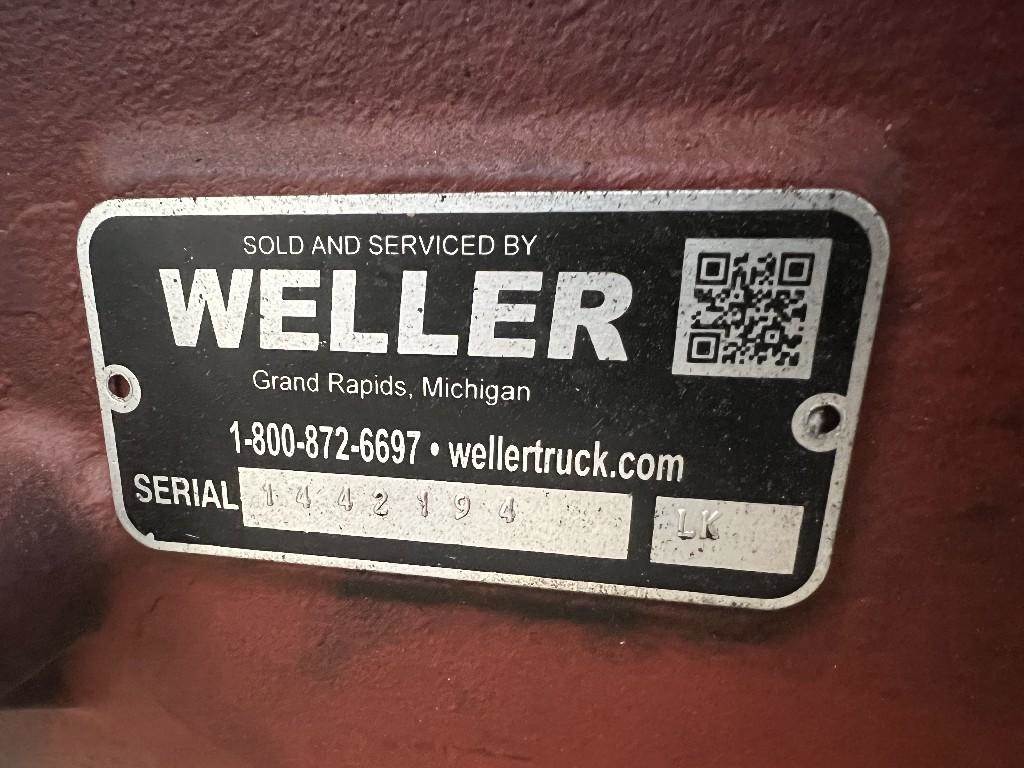 SOLD AND SERVICED BY
WELLER
Grand Rapids, Michigan
1-800-872-6697 • wellertruck.com
SERIAL 1442194 LK